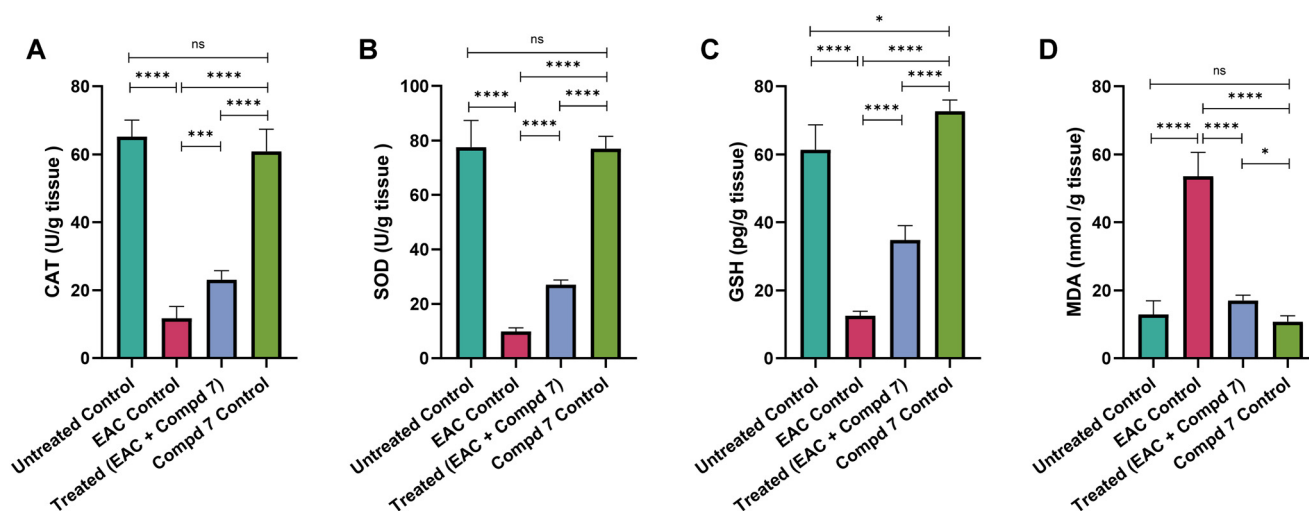 A
ns
****
****
****
***
CAT (U/g tissue )
80
60
40
20
0
Untreated Control
EAC Control
Treated (EAC + Compd 7)
Compd 7 Control
B
ns
****
****
****
****
SOD (U/g tissue )
100
80
60
40
20
0
Untreated Control
EAC Control
Treated (EAC + Compd 7)
Compd 7 Control
C
*
****
****
****
****
GSH (pg/g tissue)
80
60
40
20
0
Untreated Control
EAC Control
Treated (EAC + Compd 7)
Compd 7 Control
D
ns
****
****
****
*
MDA (nmol /g tissue)
80
60
40
20
0
Untreated Control
EAC Control
Treated (EAC + Compd 7)
Compd 7 Control